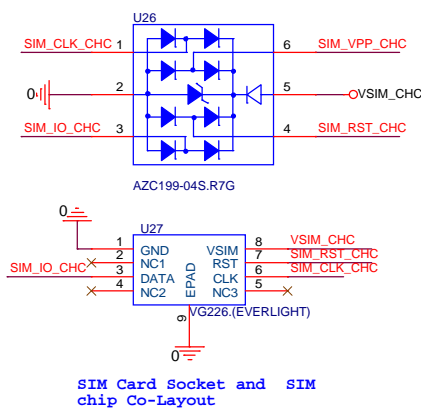 U26
SIM_CLK_CHC 1 6 SIM_VPP_CHC
0 2 5 VSIM_CHC
SIM_IO_CHC 3 4 SIM_RST_CHC
AZC199-04S.R7G
0 U27
1 GND VSIM 8 VSIM_CHC
2 NC1 RST 7 SIM_RST_CHC
SIM_IO_CHC 3 DATA CLK 6 SIM_CLK_CHC
4 NC2 EPAD NC3 5
9 VG226.(EVERLIGHT)
0
SIM Card Socket and SIM
chip Co-Layout